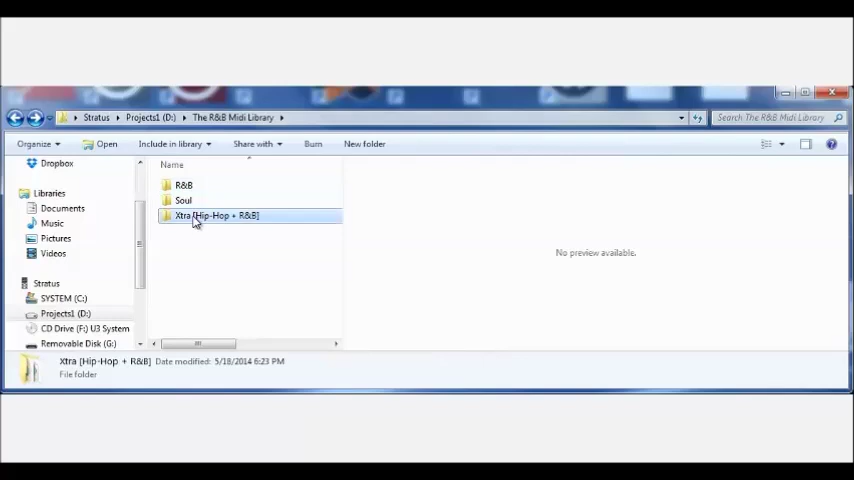 Stratus Projects1 (D:) The R&B Midi Library
Search The R&B Midi Library
Organize Open Include in library Share with Burn New folder
Dropbox
Libraries
Documents
Music
Pictures
Videos
Stratus
SYSTEM (C:)
Projects1 (D:)
CD Drive (F:) U3 System
Removable Disk (G:)
Name
R&B
Soul
Xtra [Hip-Hop + R&B]
No preview available.
Xtra [Hip-Hop + R&B] Date modified: 5/18/2014 6:23 PM
File folder